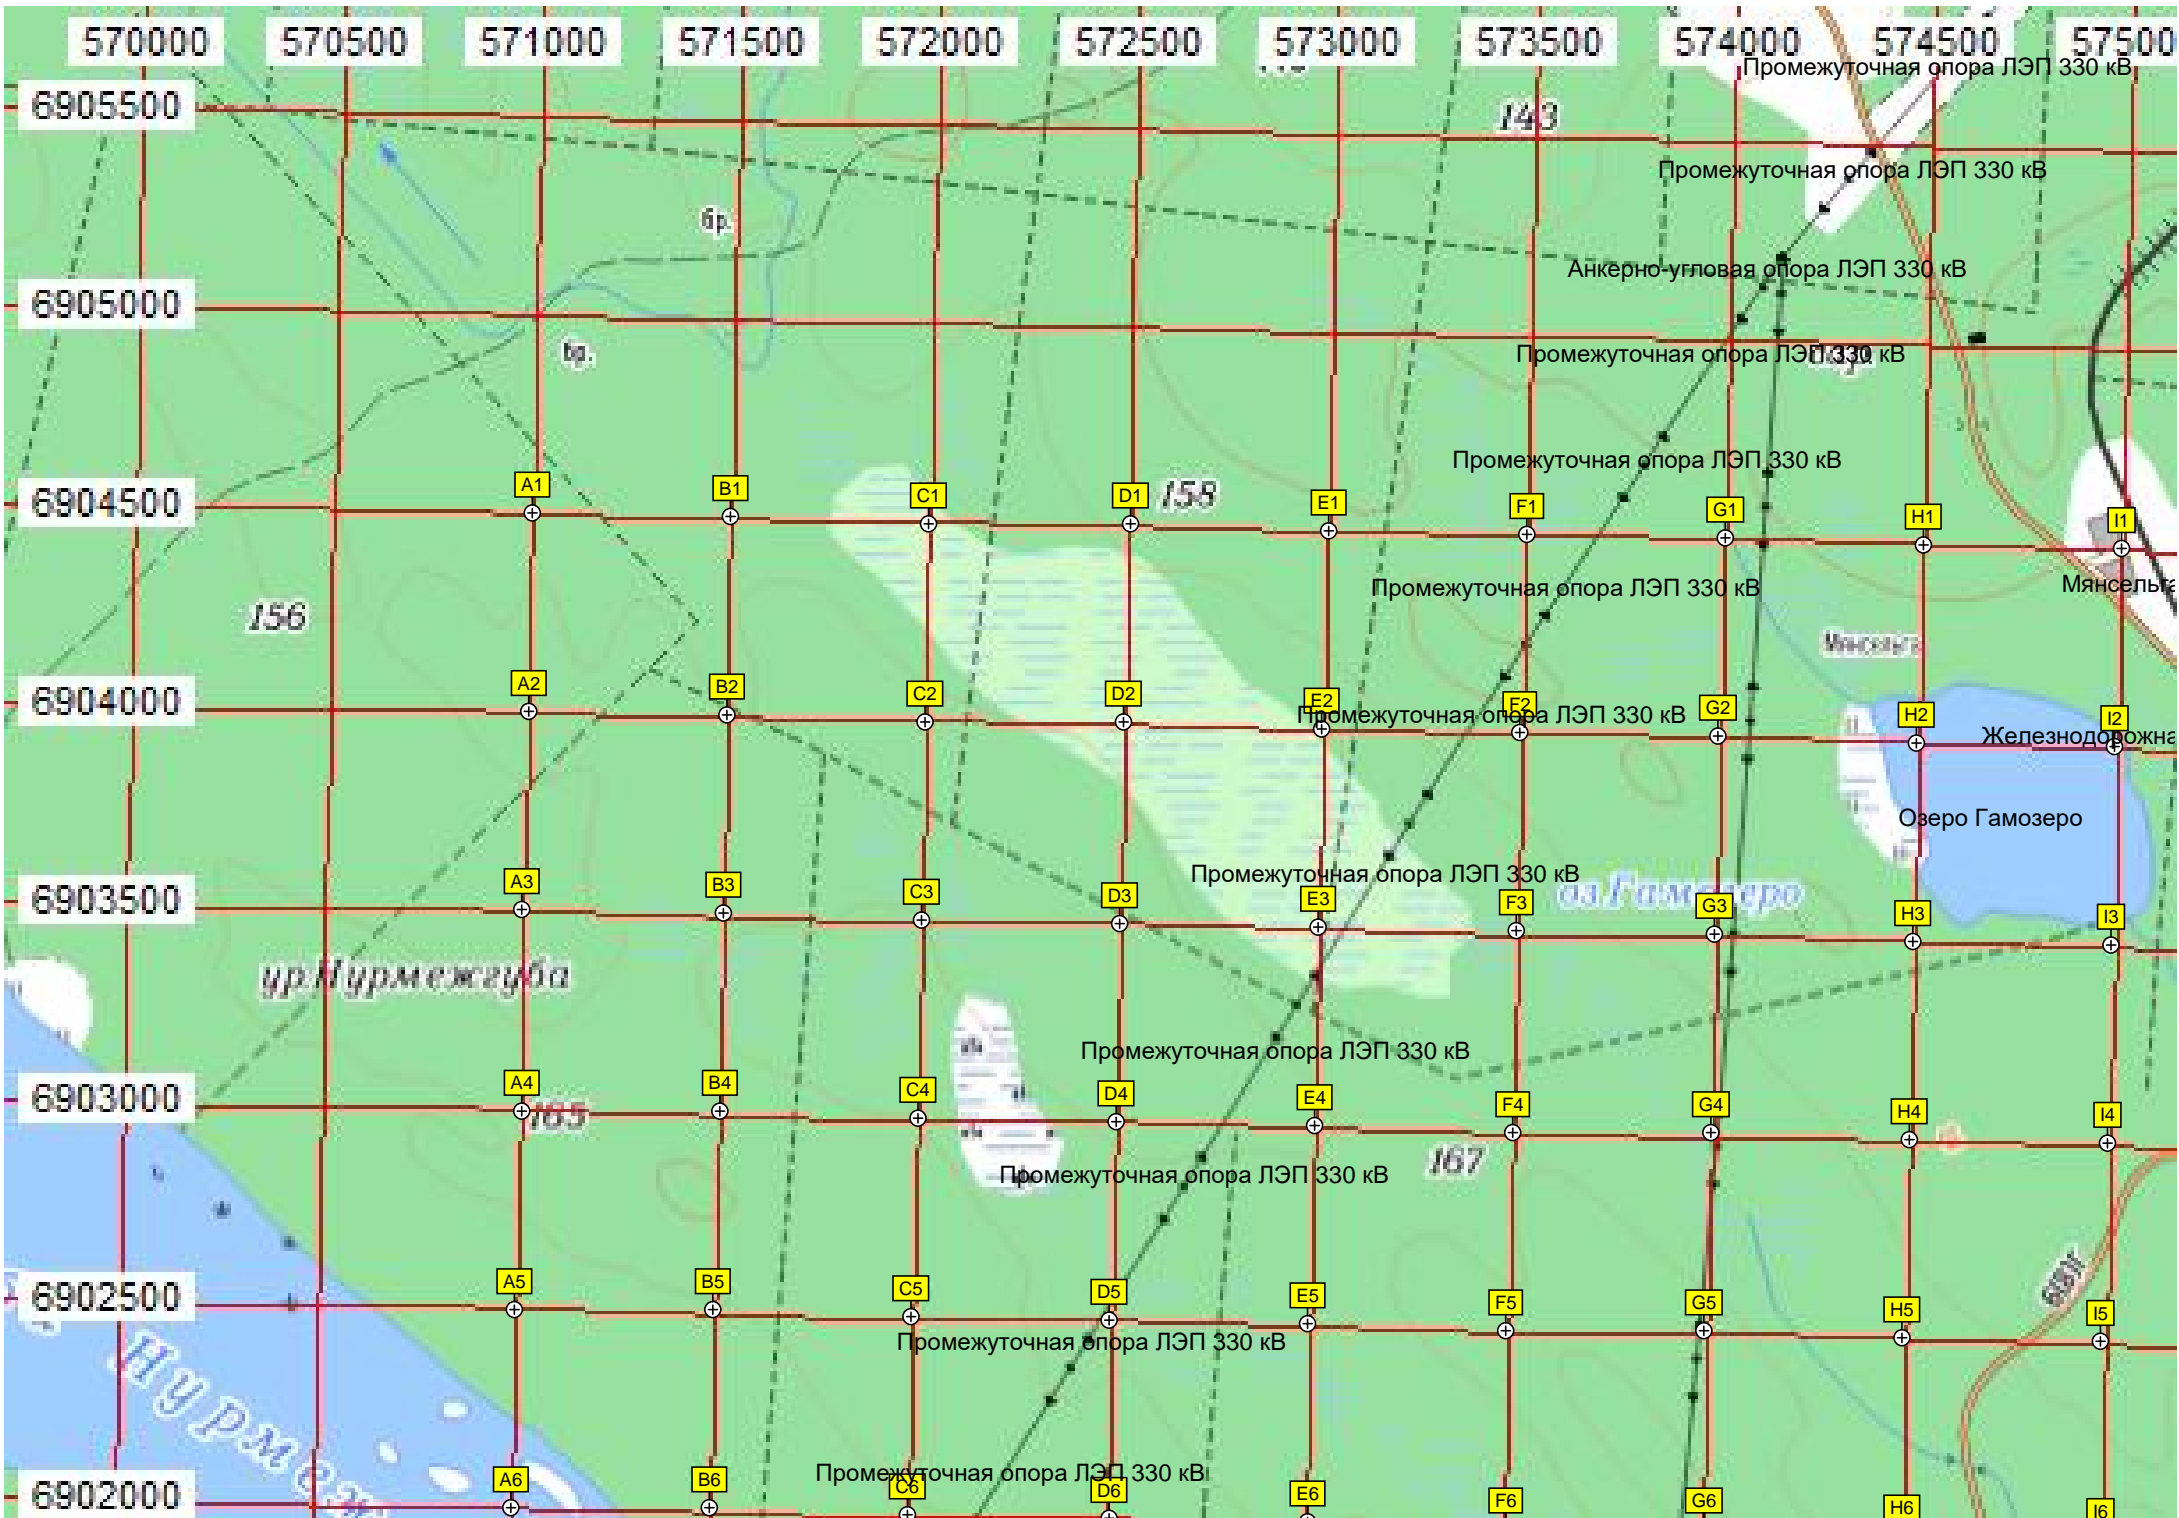 570000 570500 571000 571500 572000 572500 573000 573500 574000 574500 575000
Промежуточная опора ЛЭП 330 кВ
6905500
143
Промежуточная опора ЛЭП 330 кВ
бр.
Анкерно-угловая опора ЛЭП 330 кВ
6905000
бр.
Промежуточная опора ЛЭП 330 кВ
Промежуточная опора ЛЭП 330 кВ
6904500
A1 B1 C1 D1 158 E1 F1 G1 H1 I1
Промежуточная опора ЛЭП 330 кВ
Мянсельга
156
Мянсельга
6904000
A2 B2 C2 D2 E2 F2 G2 H2 I2
Промежуточная опора ЛЭП 330 кВ
Железнодорожна
Озеро Гамозеро
Промежуточная опора ЛЭП 330 кВ
оз.Гамозеро
6903500
A3 B3 C3 D3 E3 F3 G3 H3 I3
ур.Нурмежгуба
Промежуточная опора ЛЭП 330 кВ
6903000
A4 B4 C4 D4 E4 F4 G4 H4 I4
165
167
Промежуточная опора ЛЭП 330 кВ
6902500
A5 B5 C5 D5 E5 F5 G5 H5 I5
Промежуточная опора ЛЭП 330 кВ
Нурмеж
Промежуточная опора ЛЭП 330 кВ
6902000
A6 B6 C6 D6 E6 F6 G6 H6 I6